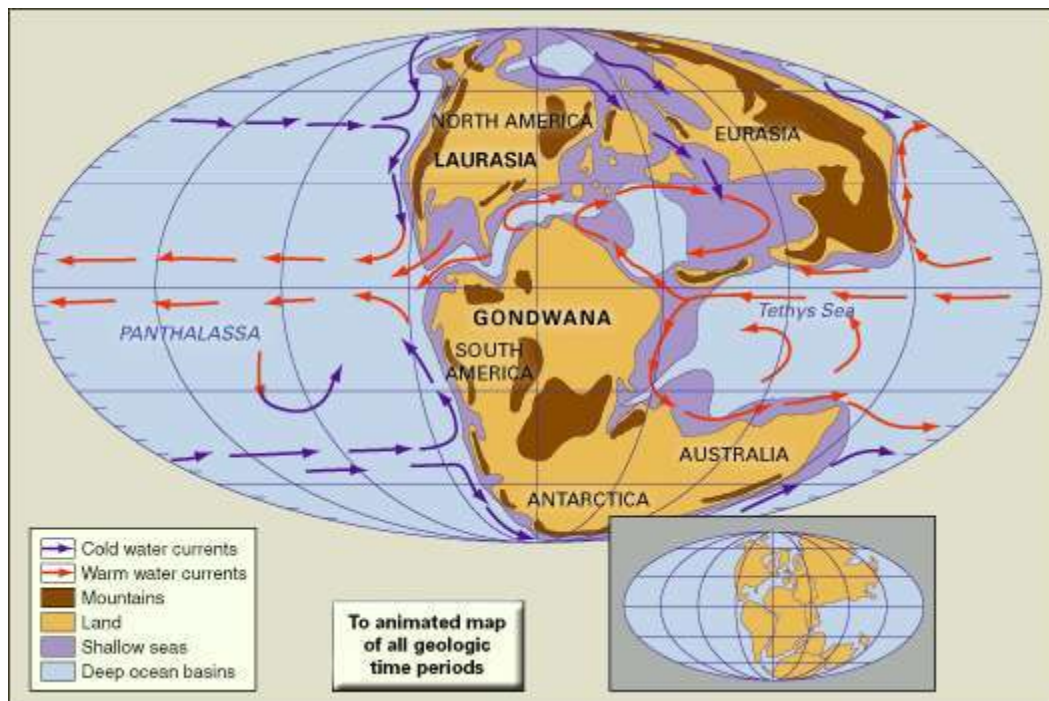 NORTH AMERICA
LAURASIA
EURASIA
PANTHALASSA
GONDWANA
Tethys Sea
SOUTH
AMERICA
AUSTRALIA
ANTARCTICA
Cold water currents
Warm water currents
Mountains
Land
Shallow seas
Deep ocean basins
To animated map
of all geologic
time periods